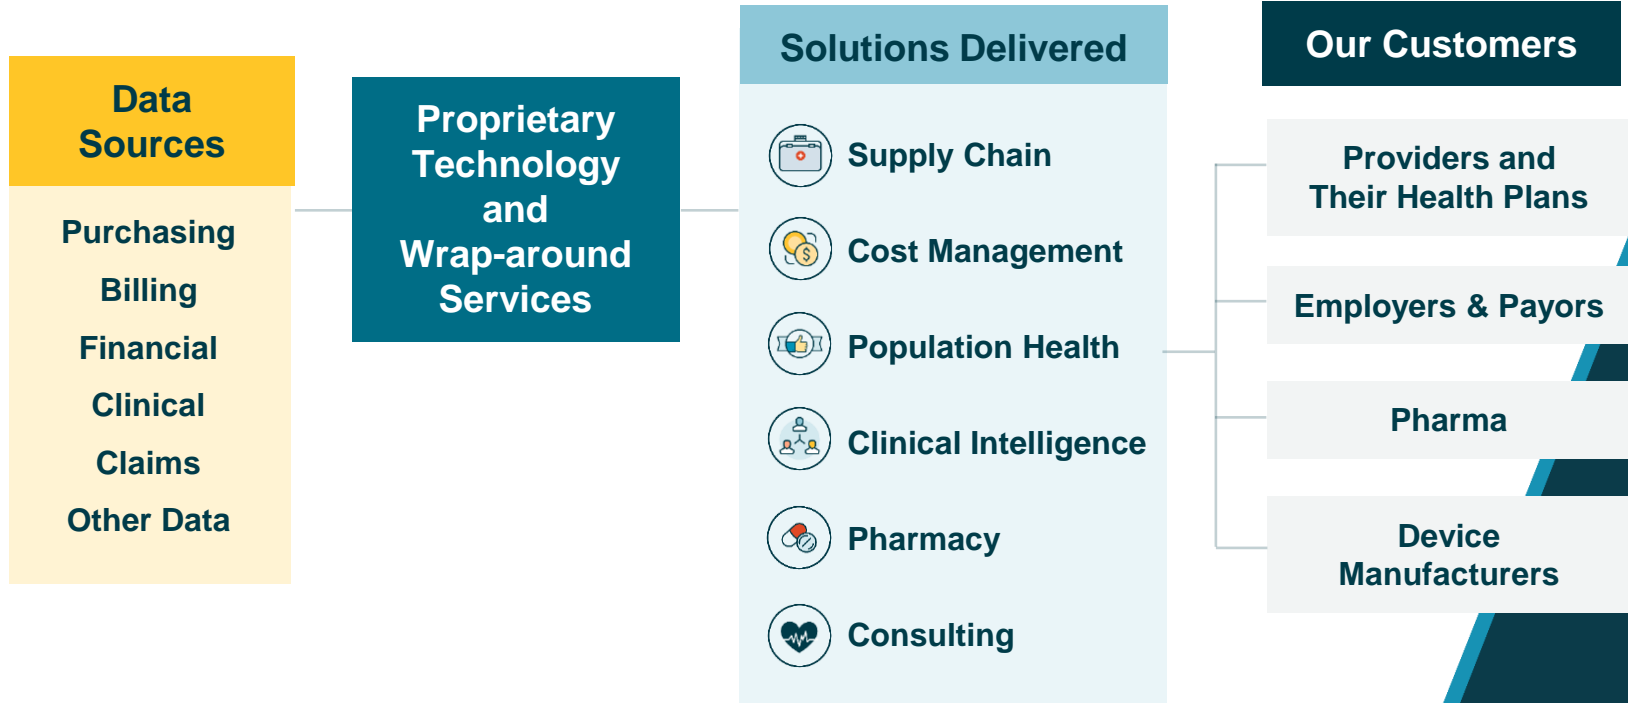 Data
Sources
Purchasing
Billing
Financial
Clinical
Claims
Other Data
Proprietary
Technology
and
Wrap-around
Services
Solutions Delivered
Supply Chain
Cost Management
$
Population Health
Clinical Intelligence
Pharmacy
Consulting
Our Customers
Providers and
Their Health Plans
Employers & Payors
Pharma
Device
Manufacturers